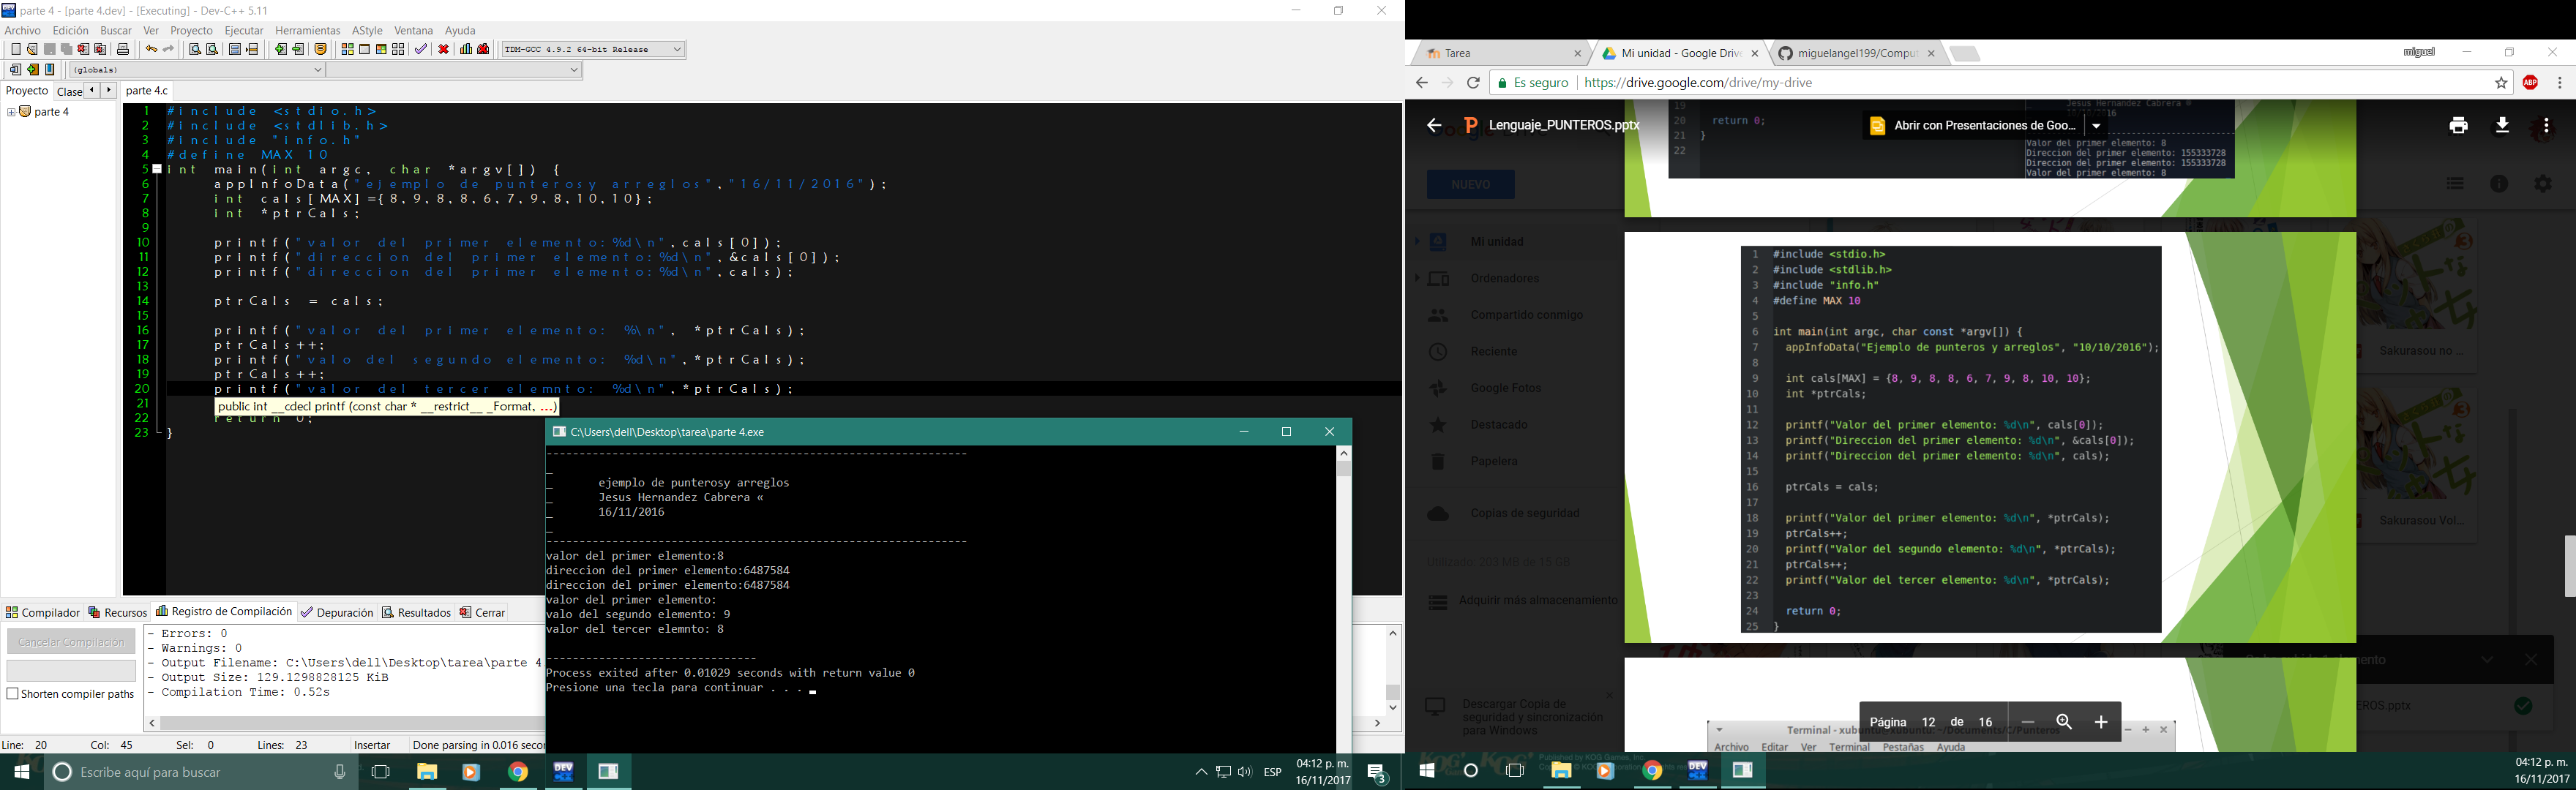 parte 4 - [parte 4.dev] - [Executing] - Dev-C++ 5.11
Archivo Edición Buscar Ver Proyecto Ejecutar Herramientas AStyle Ventana Ayuda
TDM-GCC 4.9.2 64-bit Release
(globals)
Proyecto Clase
parte 4.c
parte 4
1 #include <stdio.h>
2 #include <stdlib.h>
3 #include "info.h"
4 #define MAX 10
5 int main(int argc, char *argv[]) {
6 appInfoData("ejemplo de punterosy arreglos","16/11/2016");
7 int cals[MAX]={8,9,8,8,6,7,9,8,10,10};
8 int *ptrCals;
9
10 printf("valor del primer elemento:%d\n",cals[0]);
11 printf("direccion del primer elemento:%d\n",&cals[0]);
12 printf("direccion del primer elemento:%d\n",cals);
13
14 ptrCals = cals;
15
16 printf("valor del primer elemento: %\n", *ptrCals);
17 ptrCals++;
18 printf("valo del segundo elemento: %d\n",*ptrCals);
19 ptrCals++;
20 printf("valor del tercer elemnto: %d\n",*ptrCals);
21 public int __cdecl printf (const char * __restrict__ _Format, ...)
22 return 0;
23 }
C:\Users\dell\Desktop\tarea\parte 4.exe
ejemplo de punterosy arreglos
Jesus Hernandez Cabrera «
16/11/2016
valor del primer elemento:8
direccion del primer elemento:6487584
direccion del primer elemento:6487584
valor del primer elemento:
valo del segundo elemento: 9
valor del tercer elemnto: 8
--------------------------------
Process exited after 0.01029 seconds with return value 0
Presione una tecla para continuar . . .
Compilador Recursos Registro de Compilación Depuración Resultados Cerrar
Cancelar Compilación
Shorten compiler paths
- Errors: 0
- Warnings: 0
- Output Filename: C:\Users\dell\Desktop\tarea\parte 4
- Output Size: 129.1298828125 KiB
- Compilation Time: 0.52s
Line: 20 Col: 45 Sel: 0 Lines: 23 Insertar Done parsing in 0.016 secon
Escribe aquí para buscar
DEV
ESP
04:12 p. m.
16/11/2017
3
Tarea
Mi unidad - Google Drive
miguelangel199/Comput
miguel
Es seguro
https://drive.google.com/drive/my-drive
ABP
Lenguaje_PUNTEROS.pptx
Abrir con Presentaciones de Goo...
19
20 return 0;
21 }
22
Jesus Hernandez Cabrera «
Valor del primer elemento: 8
Direccion del primer elemento: 155333728
Direccion del primer elemento: 155333728
Valor del primer elemento: 8
NUEVO
Mi unidad
Ordenadores
Compartido conmigo
Reciente
Google Fotos
Destacado
Papelera
Copias de seguridad
Utilizado: 203 MB de 15 GB
Adquirir más almacenamiento
Descargar Copia de
seguridad y sincronización
para Windows
1 #include <stdio.h>
2 #include <stdlib.h>
3 #include "info.h"
4 #define MAX 10
5
6 int main(int argc, char const *argv[]) {
7 appInfoData("Ejemplo de punteros y arreglos", "10/10/2016");
8
9 int cals[MAX] = {8, 9, 8, 8, 6, 7, 9, 8, 10, 10};
10 int *ptrCals;
11
12 printf("Valor del primer elemento: %d\n", cals[0]);
13 printf("Direccion del primer elemento: %d\n", &cals[0]);
14 printf("Direccion del primer elemento: %d\n", cals);
15
16 ptrCals = cals;
17
18 printf("Valor del primer elemento: %d\n", *ptrCals);
19 ptrCals++;
20 printf("Valor del segundo elemento: %d\n", *ptrCals);
21 ptrCals++;
22 printf("Valor del tercer elemento: %d\n", *ptrCals);
23
24 return 0;
25 }
Sakurasou no ...
Sakurasou Vol...
EROS.pptx
Página 12 de 16
Terminal - xubuntu@xubuntu: ~/Documents/C/Punteros
Archivo Editar Ver Terminal Pestañas Ayuda
Published by KOG Games, Inc.
DEV
04:12 p. m.
16/11/2017